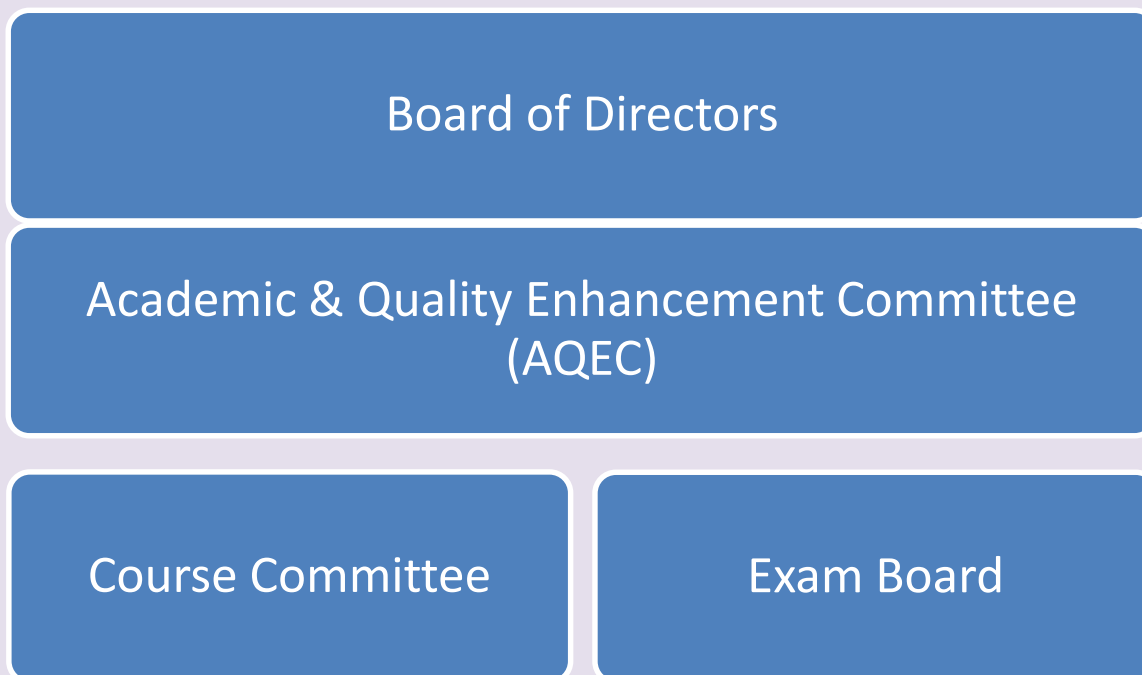 Board of Directors
Academic & Quality Enhancement Committee
(AQEC)
Course Committee
Exam Board